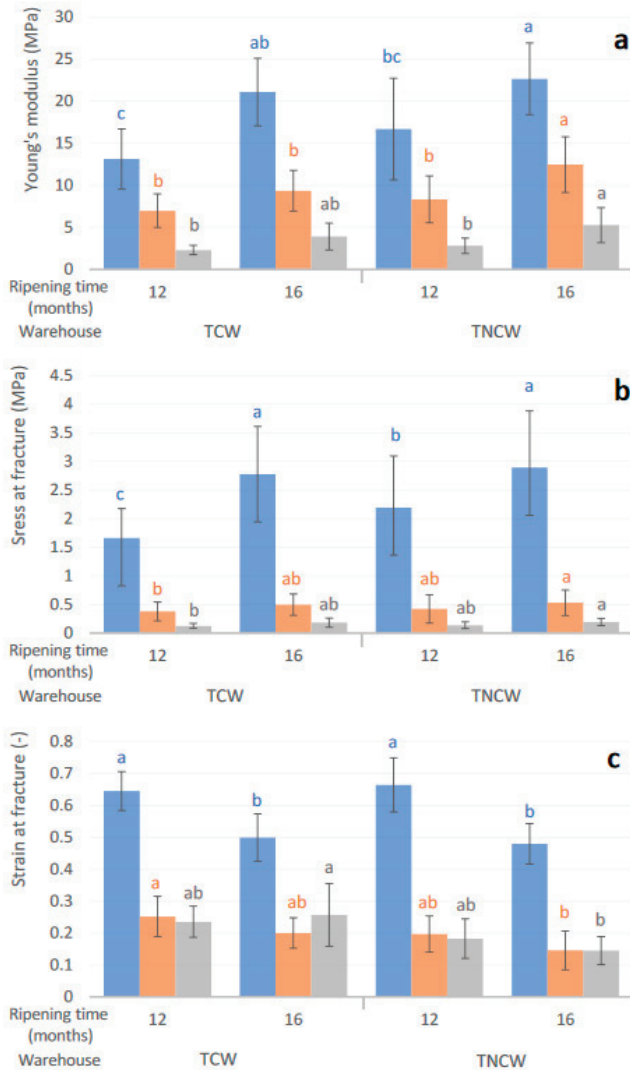 30
25
20
15
10
5
0
Young's modulus (MPa)
a
c
b
b
ab
b
ab
bc
b
b
a
a
a
Ripening time
(months)
12
16
12
16
Warehouse
TCW
TNCW
4.5
4
3.5
3
2.5
2
1.5
1
0.5
0
Sress at fracture (MPa)
b
c
b
b
a
ab
ab
b
ab
ab
a
a
a
Ripening time
(months)
12
16
12
16
Warehouse
TCW
TNCW
0.8
0.7
0.6
0.5
0.4
0.3
0.2
0.1
0
Strain at fracture (-)
c
a
a
ab
b
ab
a
a
ab
ab
b
b
b
Ripening time
(months)
12
16
12
16
Warehouse
TCW
TNCW